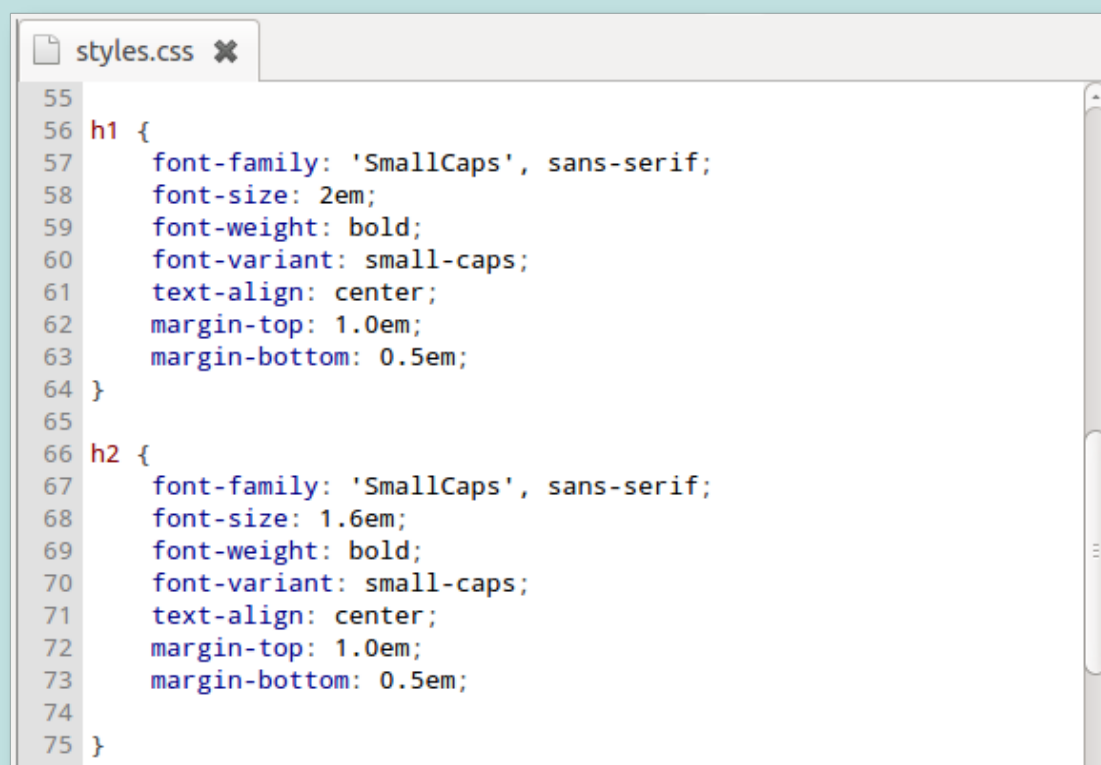 styles.css
55
56 h1 {
57 font-family: 'SmallCaps', sans-serif;
58 font-size: 2em;
59 font-weight: bold;
60 font-variant: small-caps;
61 text-align: center;
62 margin-top: 1.0em;
63 margin-bottom: 0.5em;
64 }
65
66 h2 {
67 font-family: 'SmallCaps', sans-serif;
68 font-size: 1.6em;
69 font-weight: bold;
70 font-variant: small-caps;
71 text-align: center;
72 margin-top: 1.0em;
73 margin-bottom: 0.5em;
74
75 }